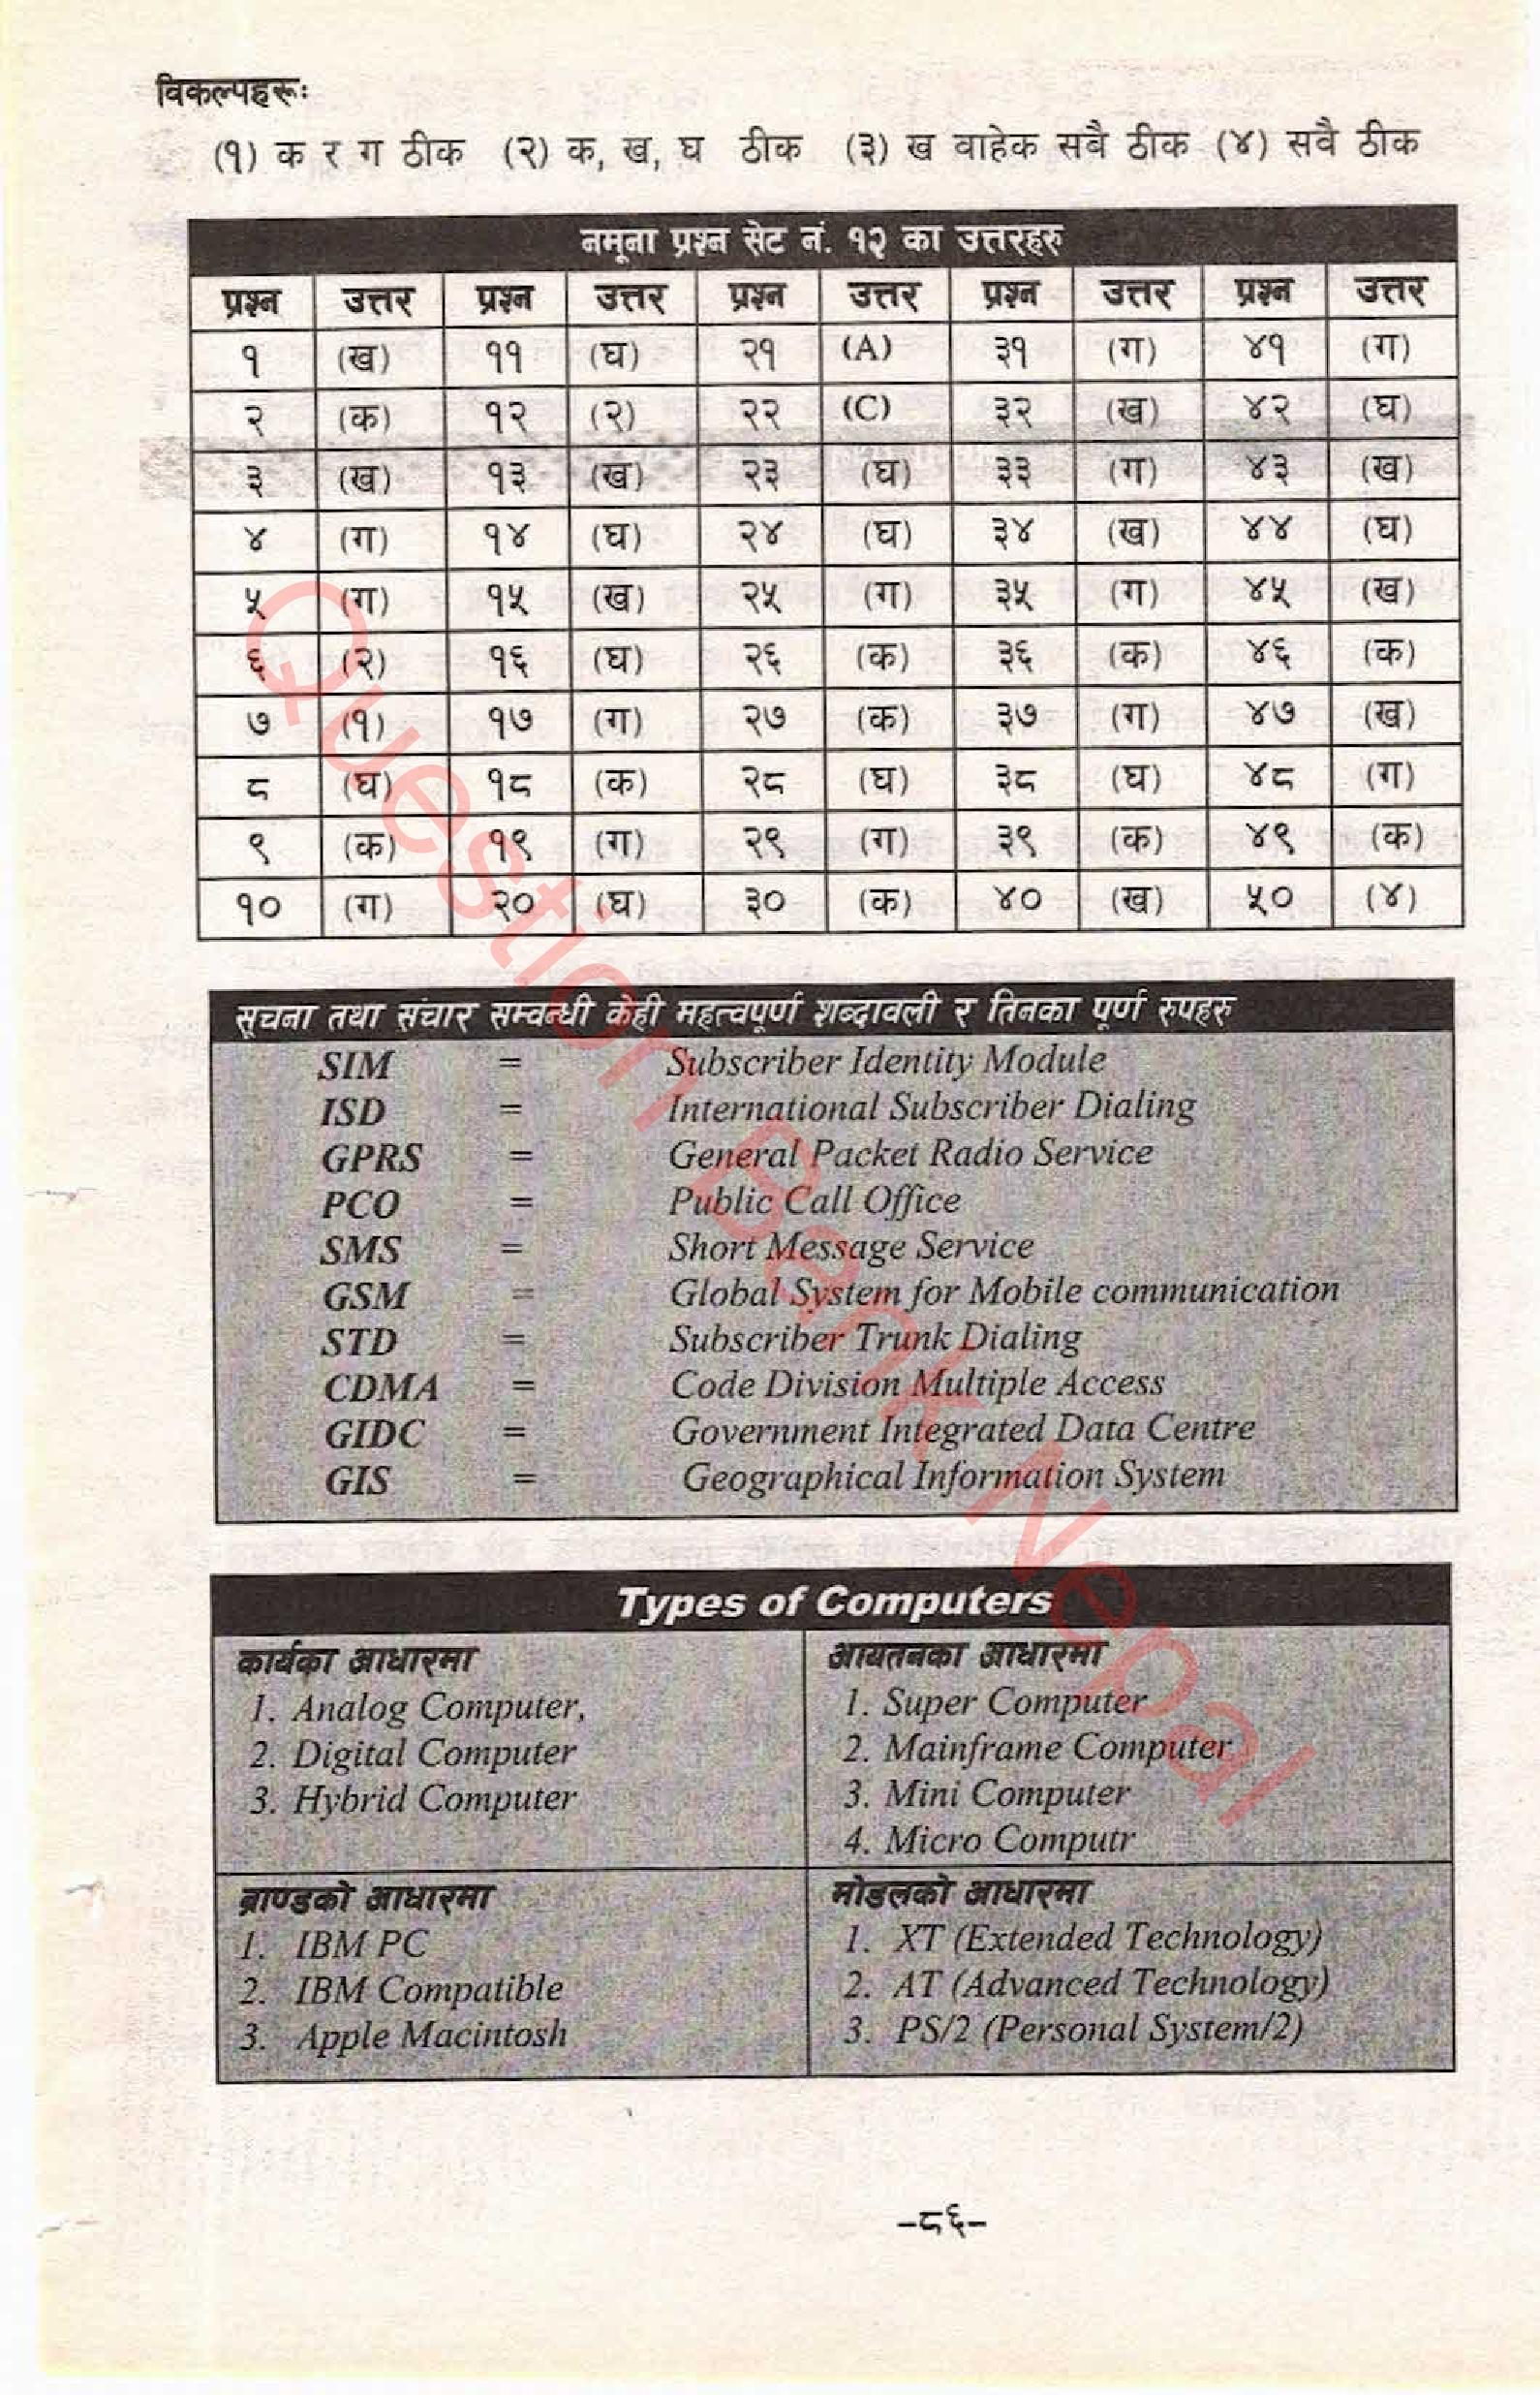 विकल्पहरू:
(१) क र ग ठीक (२) क, ख, घ ठीक (३) ख वाहेक सबै ठीक (४) सवै ठीक
नमूना प्रश्न सेट नं. १२ का उत्तरहरु
प्रश्न उत्तर प्रश्न उत्तर प्रश्न उत्तर प्रश्न उत्तर प्रश्न उत्तर
१ (ख) ११ (घ) २१ (A) ३१ (ग) ४१ (ग)
२ (क) १२ (२) २२ (C) ३२ (ख) ४२ (घ)
३ (ख) १३ (ख) २३ (घ) ३३ (ग) ४३ (ख)
४ (ग) १४ (घ) २४ (घ) ३४ (ख) ४४ (घ)
५ (ग) १५ (ख) २५ (ग) ३५ (ग) ४५ (ख)
६ (२) १६ (घ) २६ (क) ३६ (क) ४६ (क)
७ (१) १७ (ग) २७ (क) ३७ (ग) ४७ (ख)
८ (घ) १८ (क) २८ (घ) ३८ (घ) ४८ (ग)
९ (क) १९ (ग) २९ (ग) ३९ (क) ४९ (क)
१० (ग) २० (घ) ३० (क) ४० (ख) ५० (४)
सूचना तथा संचार सम्वन्धी केही महत्वपूर्ण शब्दावली र तिनका पूर्ण रुपहरु
SIM = Subscriber Identity Module
ISD = International Subscriber Dialing
GPRS = General Packet Radio Service
PCO = Public Call Office
SMS = Short Message Service
GSM = Global System for Mobile communication
STD = Subscriber Trunk Dialing
CDMA = Code Division Multiple Access
GIDC = Government Integrated Data Centre
GIS = Geographical Information System
Types of Computers
कार्यका आधारमा
1. Analog Computer,
2. Digital Computer
3. Hybrid Computer
आयतनका आधारमा
1. Super Computer
2. Mainframe Computer
3. Mini Computer
4. Micro Computr
ब्राण्डको आधारमा
1. IBM PC
2. IBM Compatible
3. Apple Macintosh
मोडलको आधारमा
1. XT (Extended Technology)
2. AT (Advanced Technology)
3. PS/2 (Personal System/2)
-८६-
Question Bank Nepal